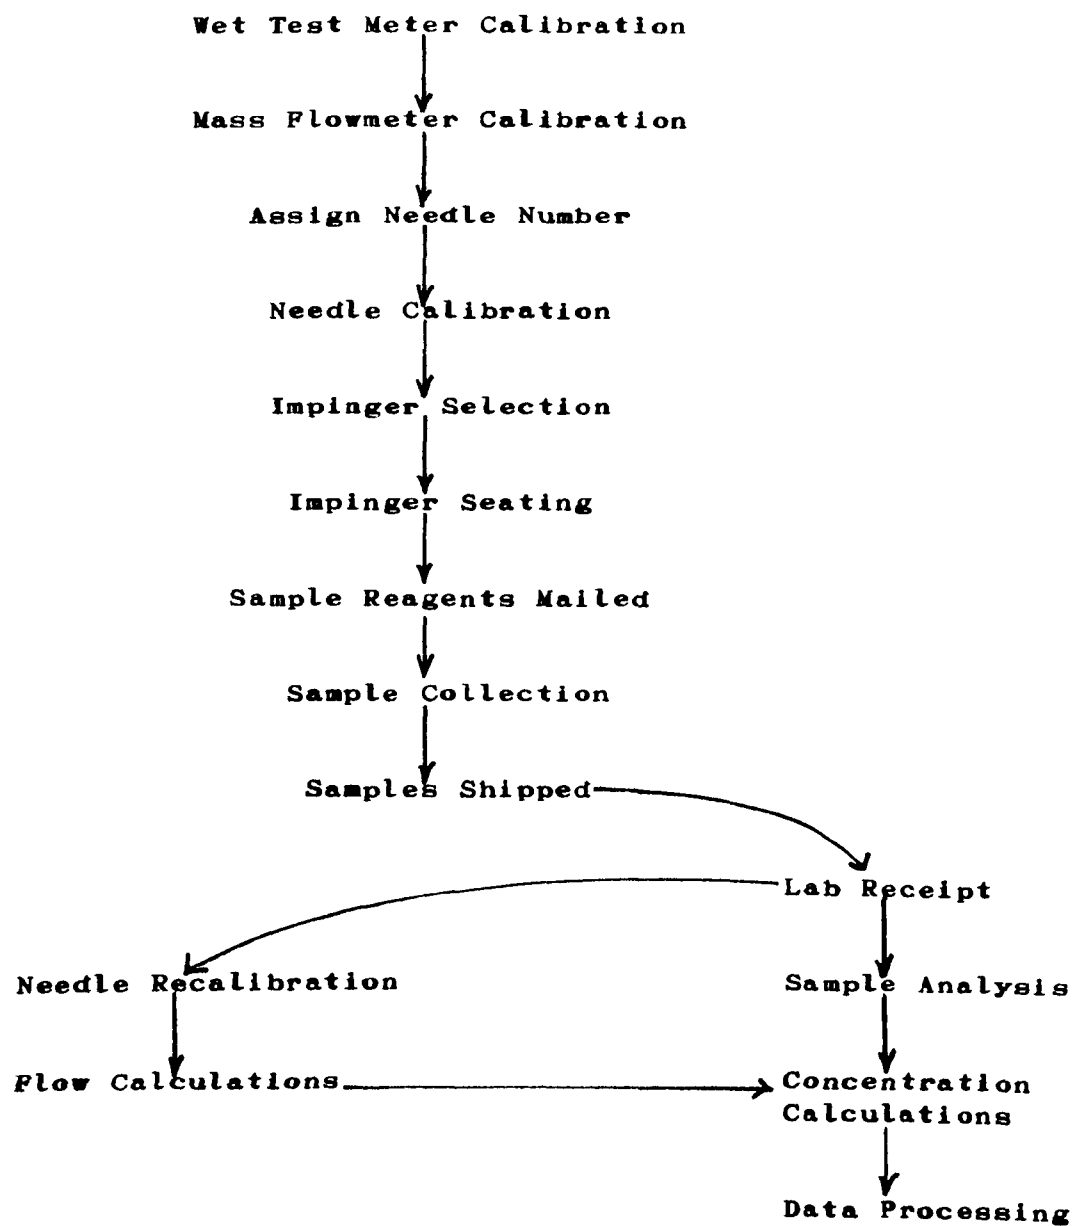 Wet Test Meter Calibration
Mass Flowmeter Calibration
Assign Needle Number
Needle Calibration
Impinger Selection
Impinger Seating
Sample Reagents Mailed
Sample Collection
Samples Shipped
Lab Receipt
Needle Recalibration
Sample Analysis
Flow Calculations
Concentration
Calculations
Data Processing